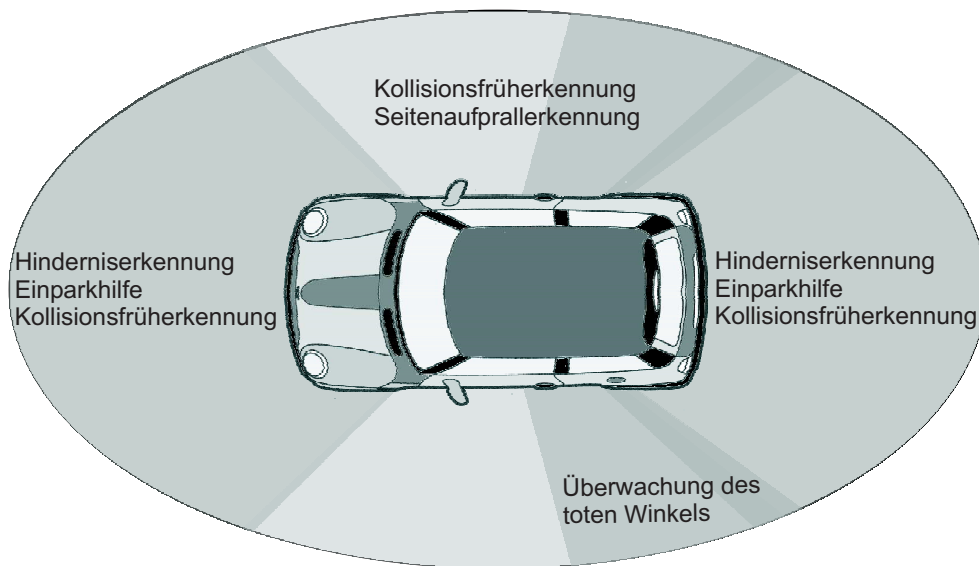 Kollisionsfrüherkennung
Seitenaufprallerkennung
Hinderniserkennung
Einparkhilfe
Kollisionsfrüherkennung
Hinderniserkennung
Einparkhilfe
Kollisionsfrüherkennung
Überwachung des
toten Winkels